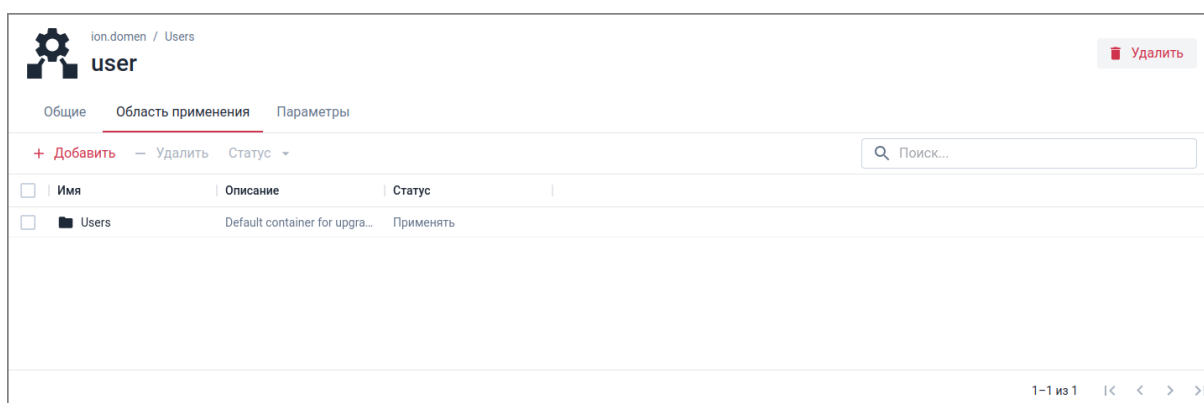 ion.domen / Users
user
Удалить
Общие Область применения Параметры
+ Добавить − Удалить Статус
Поиск...
Имя Описание Статус
Users Default container for upgra... Применять
1–1 из 1